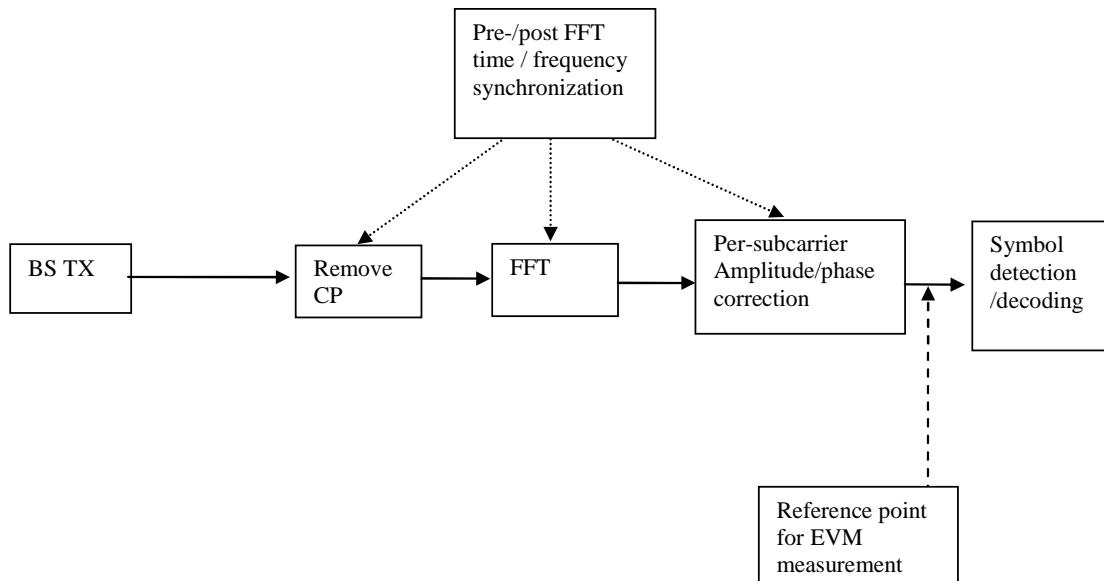 Pre-/post FFT
time / frequency
synchronization
BS TX
Remove
CP
FFT
Per-subcarrier
Amplitude/phase
correction
Symbol
detection
/decoding
Reference point
for EVM
measurement